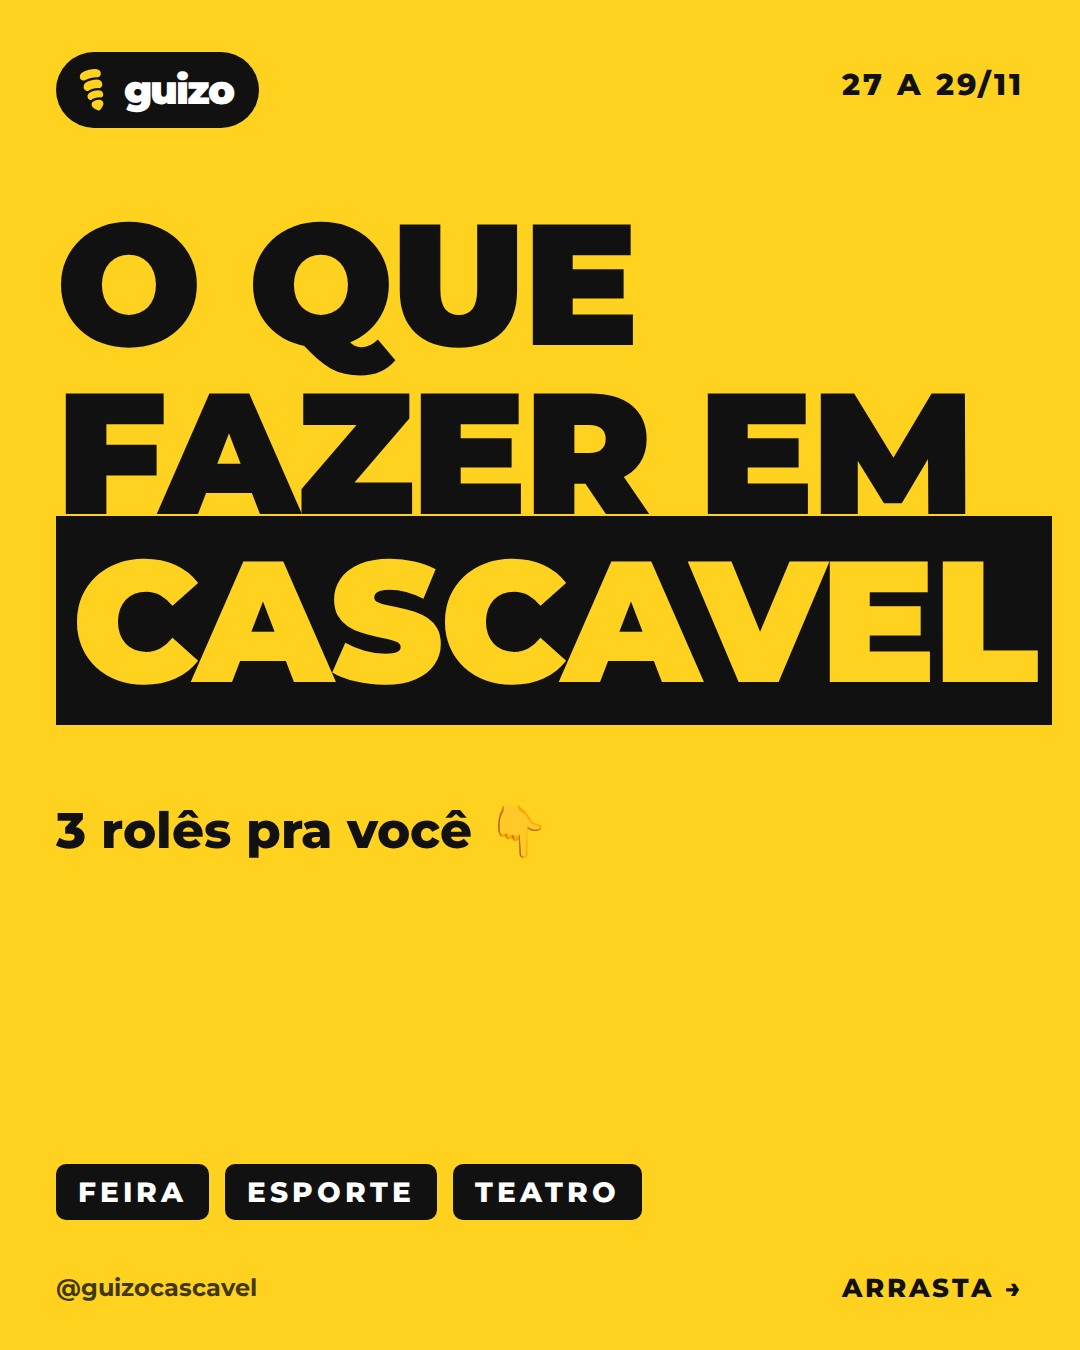 guizo
27 A 29/11
O QUE
FAZER EM
CASCAVEL
3 rolês pra você 👇
FEIRA
ESPORTE
TEATRO
@guizocascavel
ARRASTA →